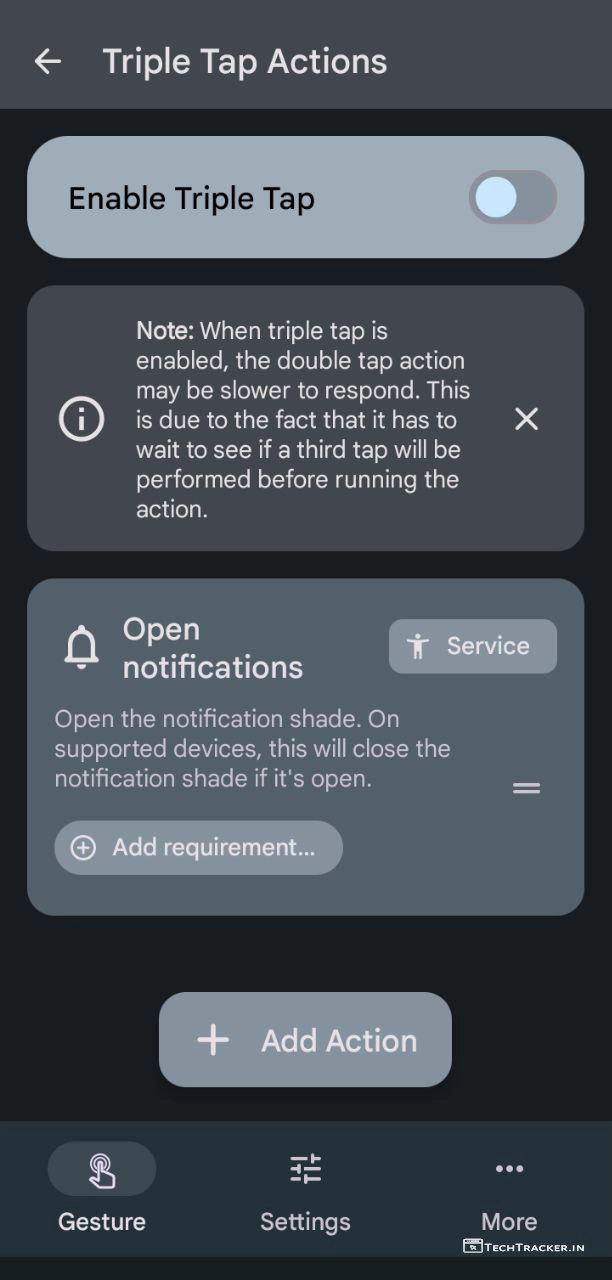 Triple Tap Actions
Enable Triple Tap
Note: When triple tap is
enabled, the double tap action
may be slower to respond. This
is due to the fact that it has to
wait to see if a third tap will be
performed before running the
action.
Open
notifications
Service
Open the notification shade. On
supported devices, this will close the
notification shade if it's open.
Add requirement...
Add Action
Gesture
Settings
More
TechTracker.in